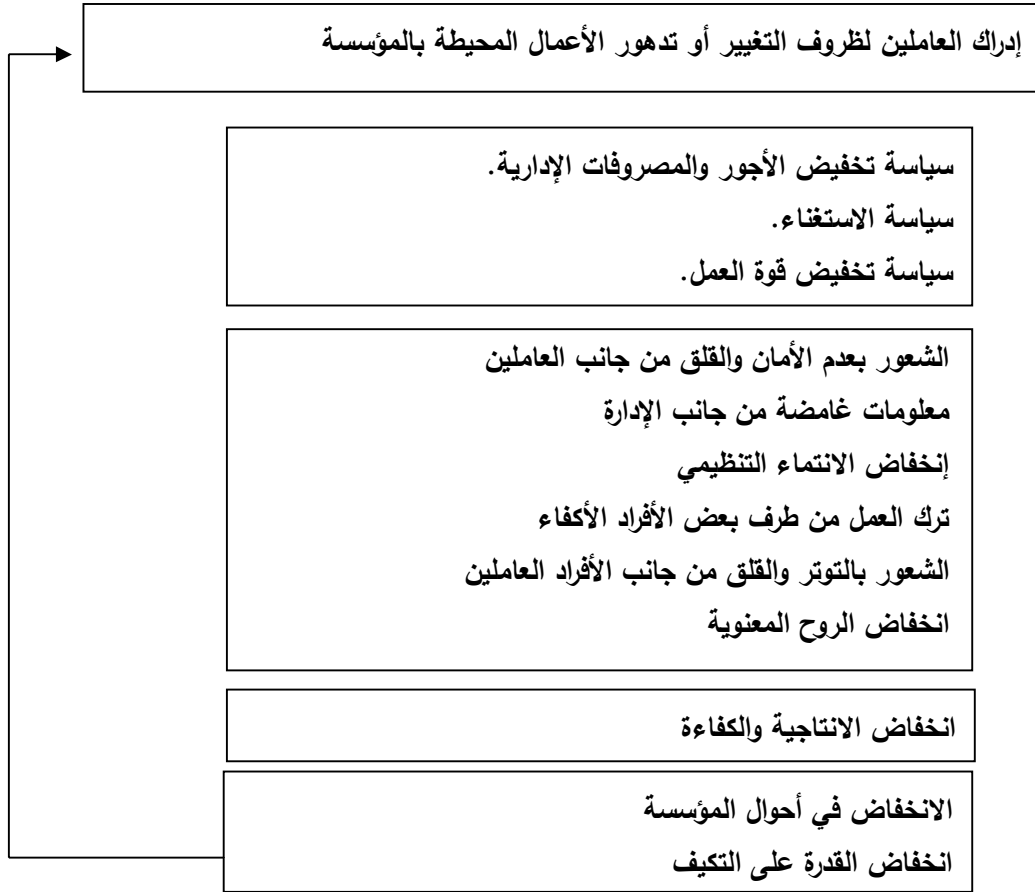 إدراك العاملين لظروف التغيير أو تدهور الأعمال المحيطة بالمؤسسة
سياسة تخفيض الأجور والمصروفات الإدارية.
سياسة الاستغناء.
سياسة تخفيض قوة العمل.
الشعور بعدم الأمان والقلق من جانب العاملين
معلومات غامضة من جانب الإدارة
إنخفاض الانتماء التنظيمي
ترك العمل من طرف بعض الأفراد الأكفاء
الشعور بالتوتر والقلق من جانب الأفراد العاملين
انخفاض الروح المعنوية
انخفاض الانتاجية والكفاءة
الانخفاض في أحوال المؤسسة
انخفاض القدرة على التكيف